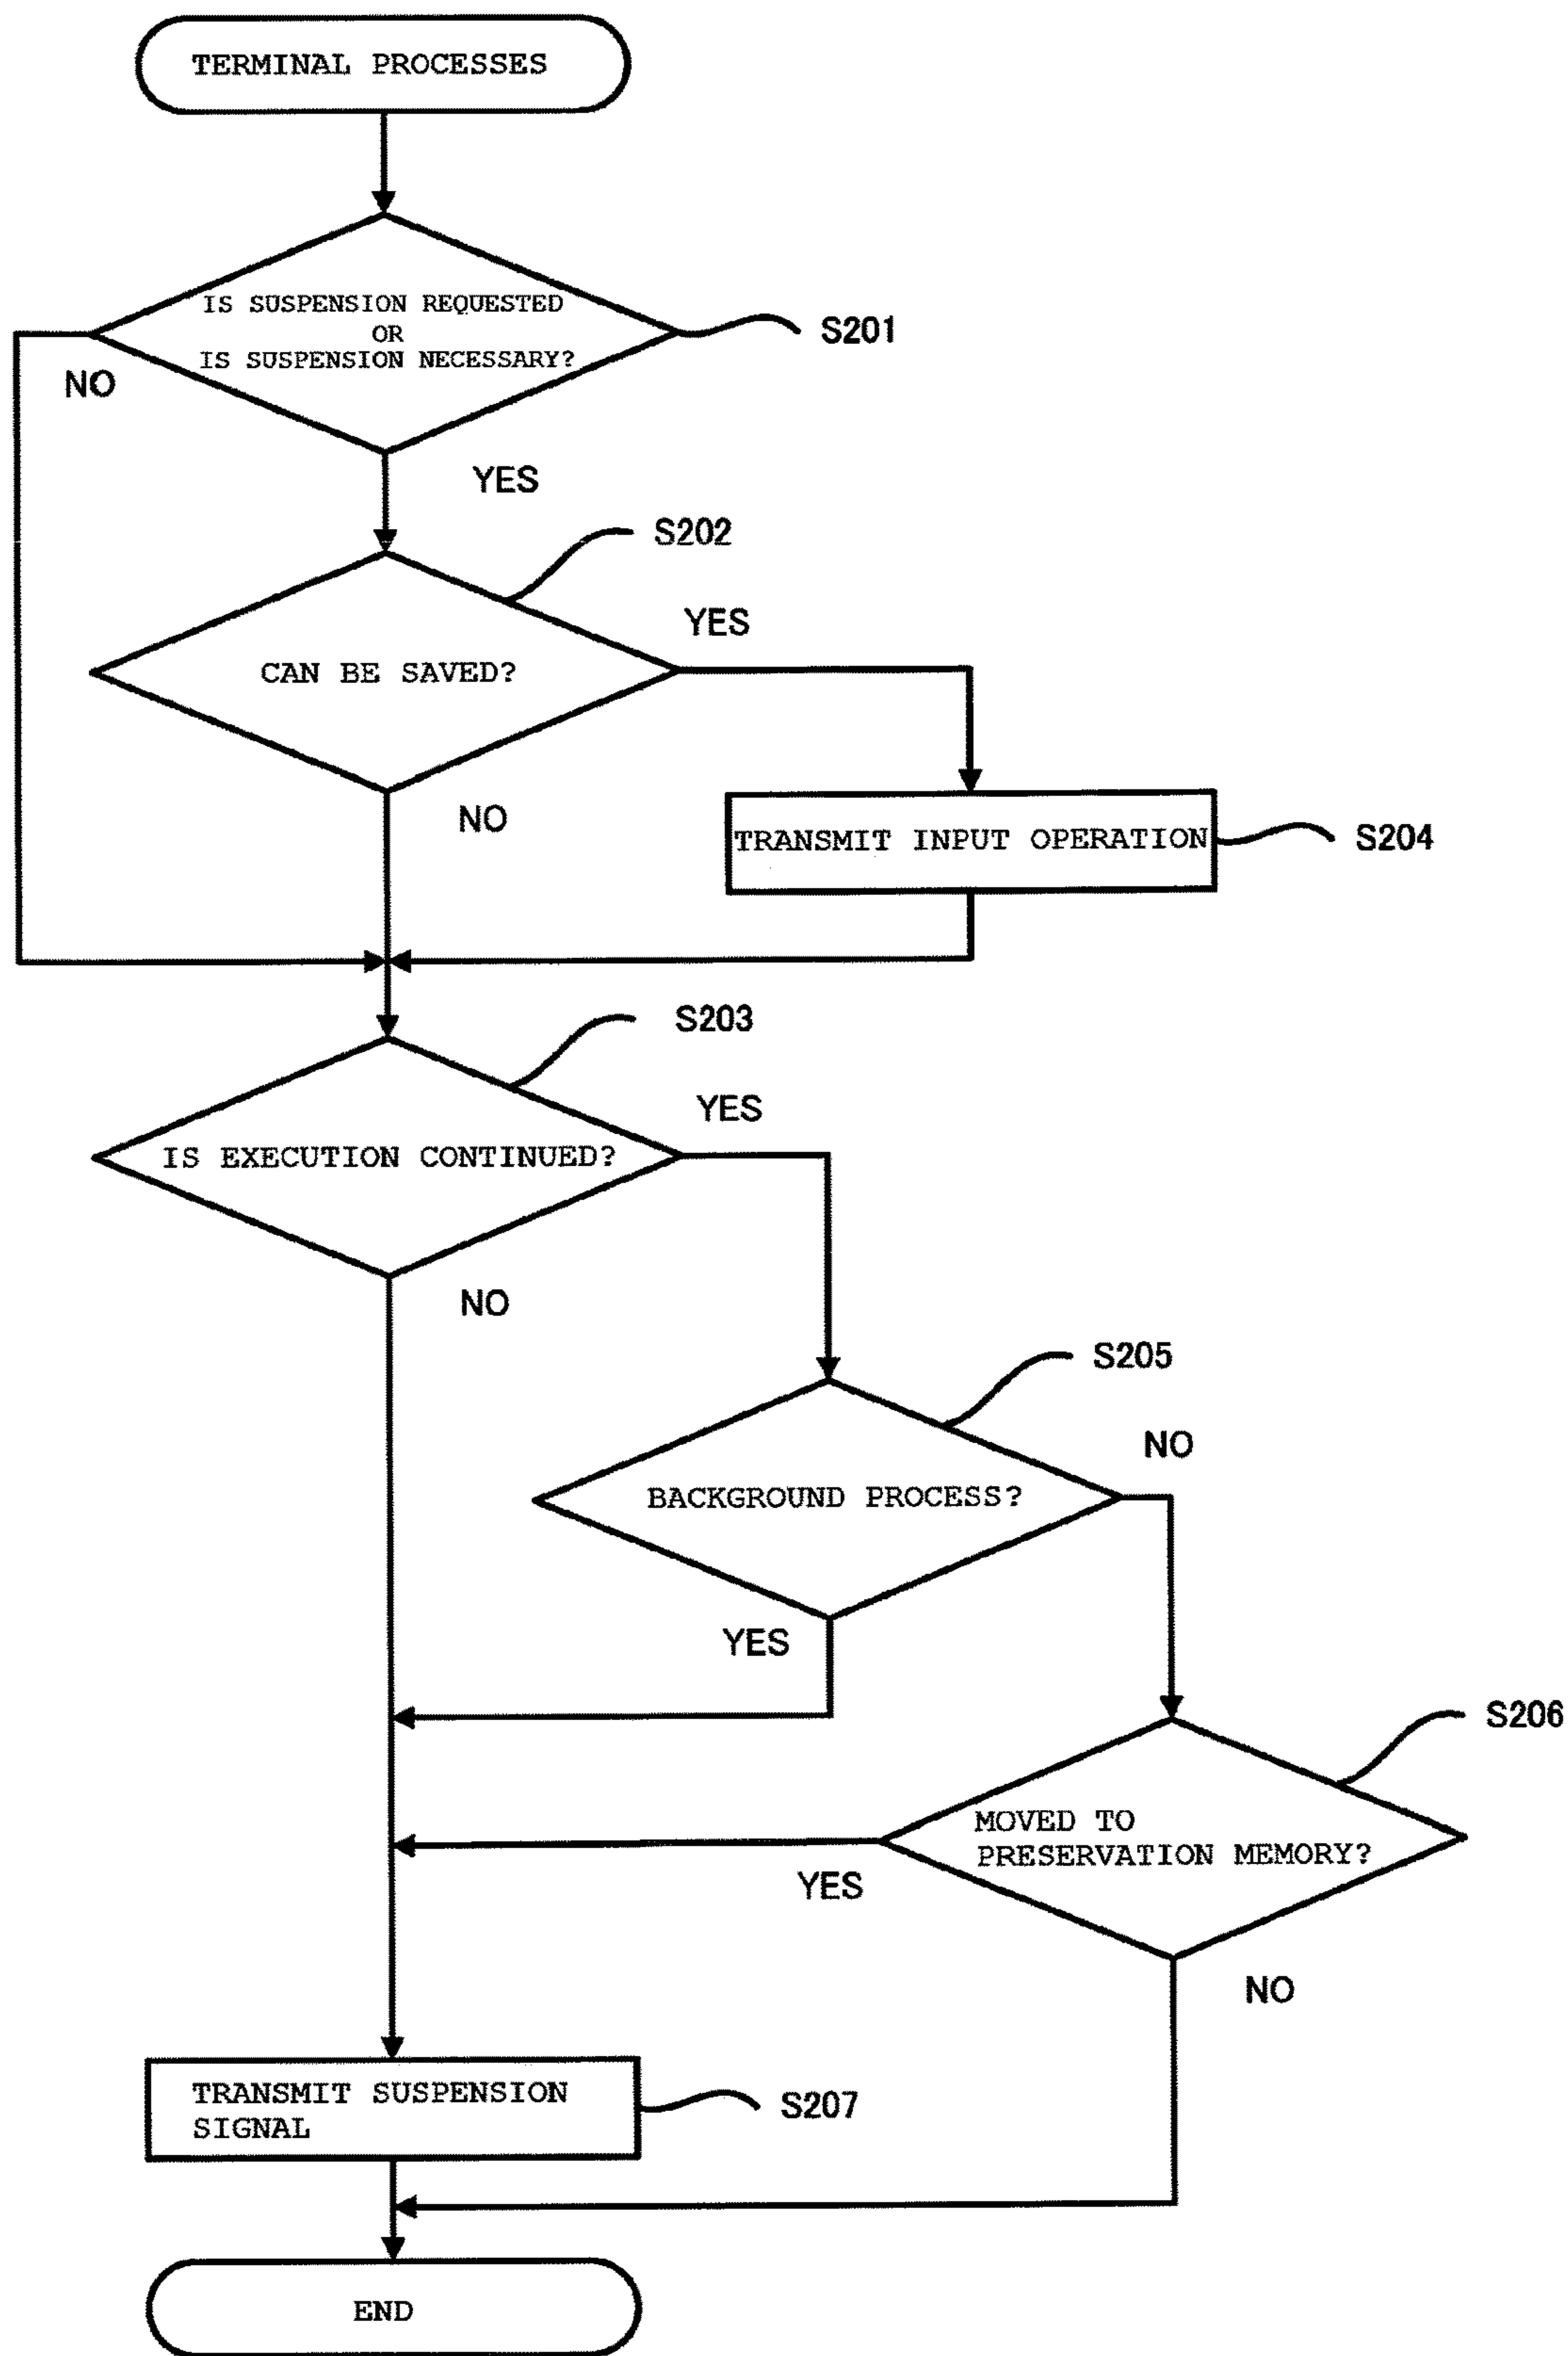 TERMINAL PROCESSES
IS SUSPENSION REQUESTED
OR
IS SUSPENSION NECESSARY?
S201
NO
YES
S202
YES
CAN BE SAVED?
NO
TRANSMIT INPUT OPERATION
S204
S203
YES
IS EXECUTION CONTINUED?
NO
S205
NO
BACKGROUND PROCESS?
YES
S206
MOVED TO
PRESERVATION MEMORY?
YES
NO
TRANSMIT SUSPENSION
SIGNAL
S207
END